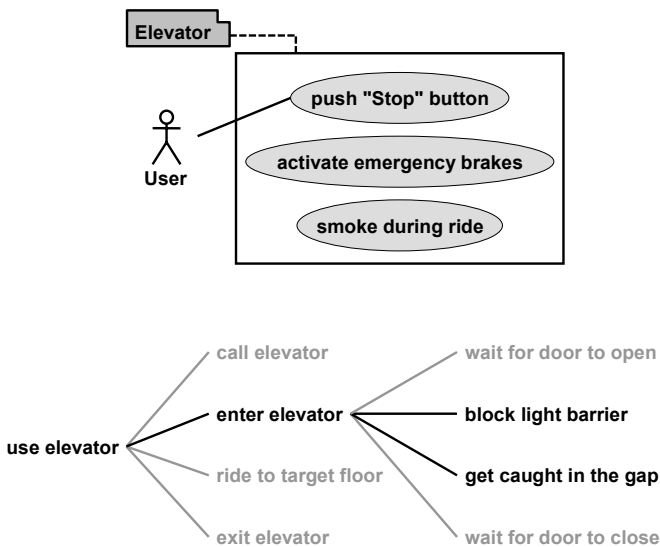 Elevator
push "Stop" button
User
activate emergency brakes
smoke during ride
call elevator
wait for door to open
enter elevator
block light barrier
use elevator
ride to target floor
get caught in the gap
exit elevator
wait for door to close